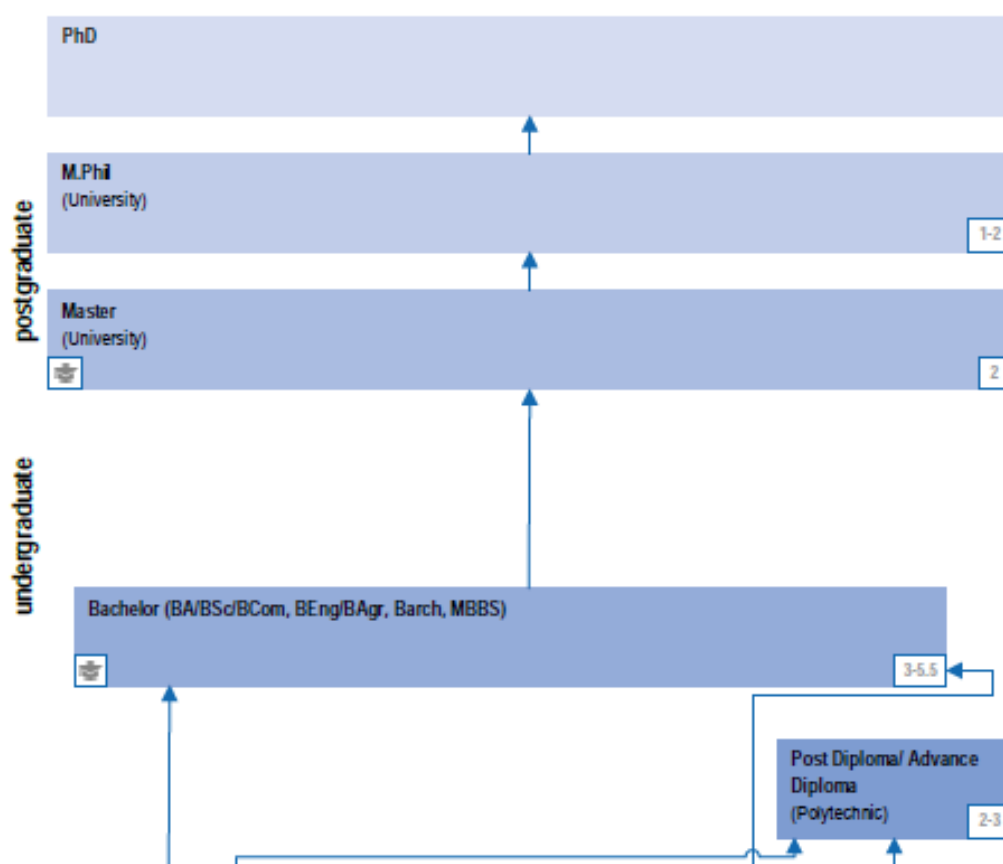 PhD
M.Phil
(University)
1-2
postgraduate
Master
(University)
2
undergraduate
Bachelor (BA/BSc/BCom, BEng/BAgr, Barch, MBBS)
3-5.5
Post Diploma/ Advance
Diploma
(Polytechnic)
2-3